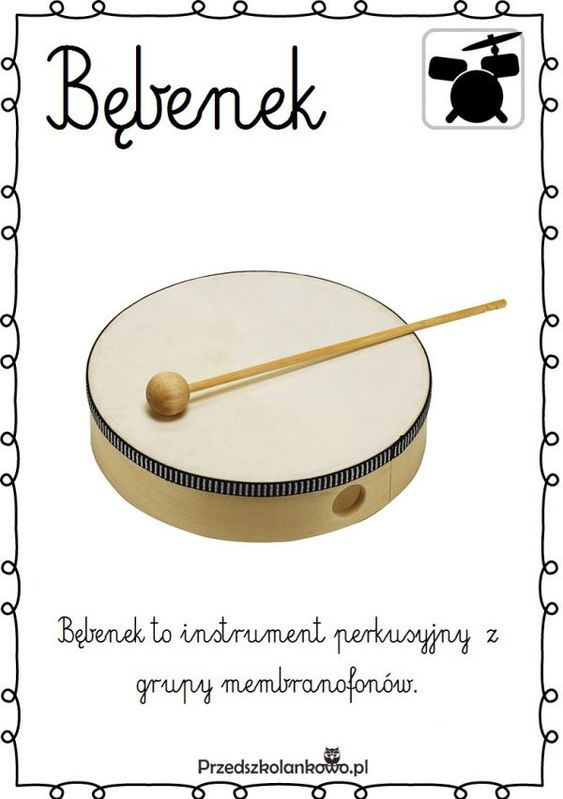 Bębenek
Bębenek to instrument perkusyjny z
grupy membranofonów.
Przedszkolankowo.pl